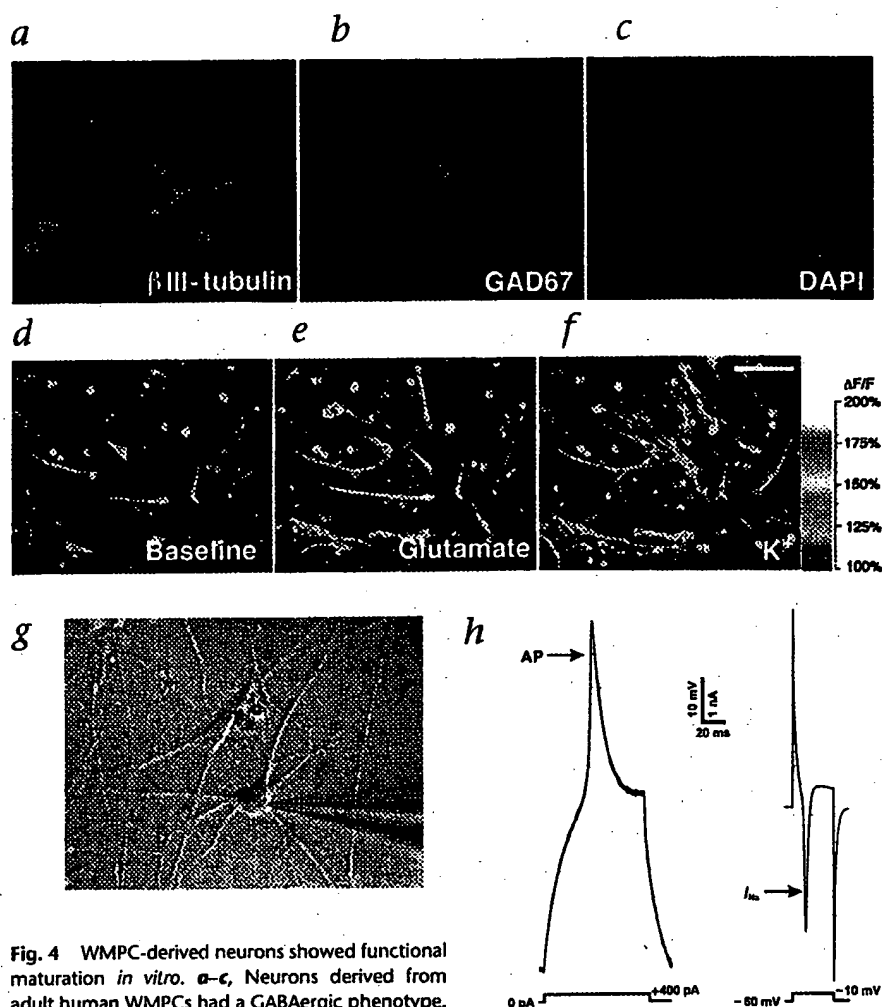 a
b
c
βIII-tubulin
GAD67
DAPI
d
e
f
Baseline
Glutamate
K+
ΔF/F
200%
175%
150%
125%
100%
g
h
AP
10 mV
1 nA
20 ms
INa
0 pA
+400 pA
-60 mV
-10 mV
Fig. 4 WMPC-derived neurons showed functional
maturation in vitro. a–c, Neurons derived from
adult human WMPCs had a GABAergic phenotype.